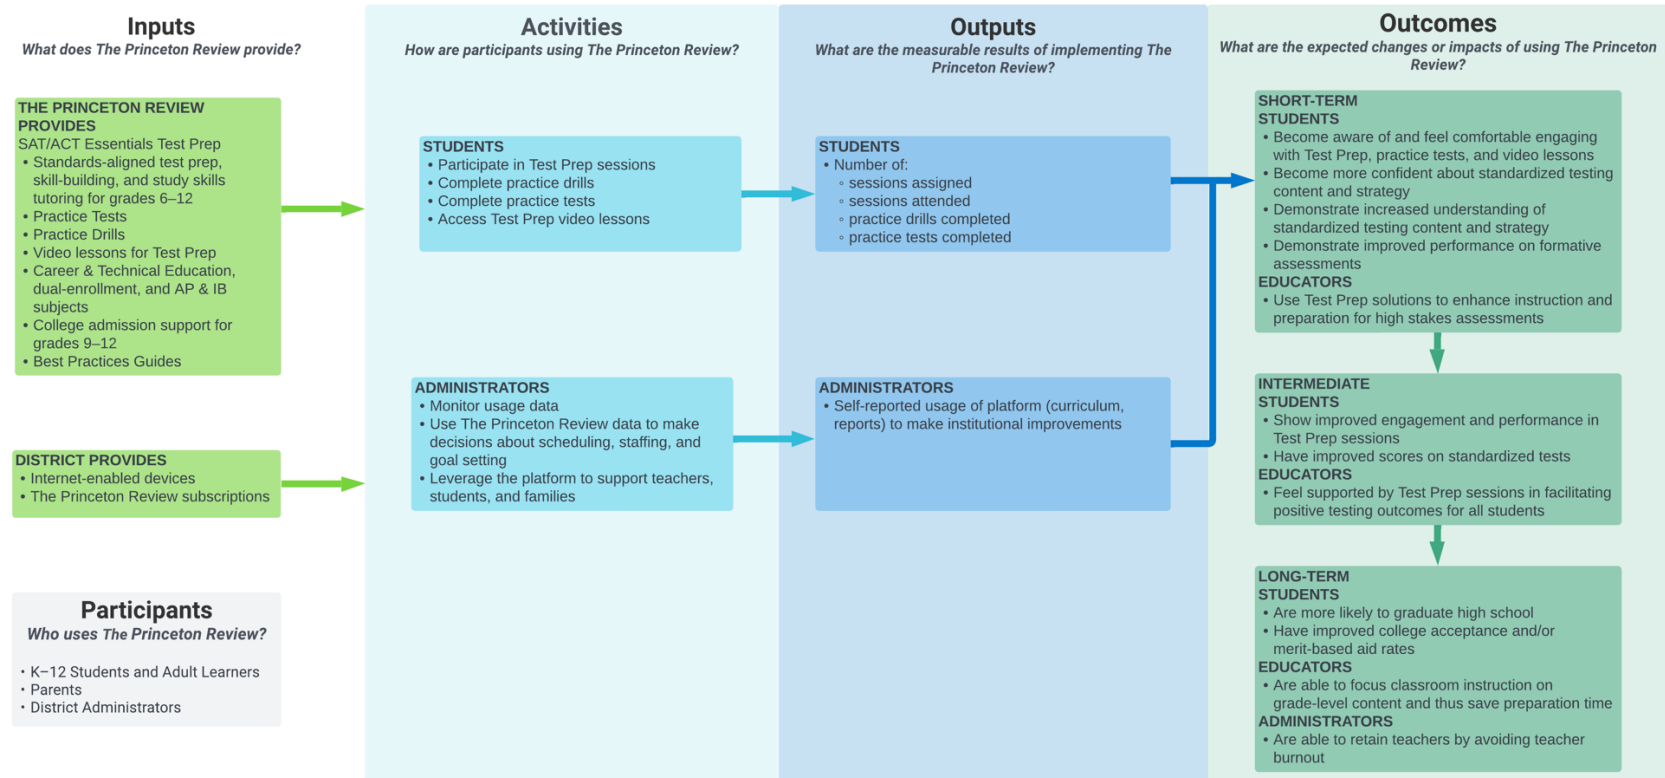 Inputs
What does The Princeton Review provide?
THE PRINCETON REVIEW
PROVIDES
SAT/ACT Essentials Test Prep
• Standards-aligned test prep,
skill-building, and study skills
tutoring for grades 6–12
• Practice Tests
• Practice Drills
• Video lessons for Test Prep
• Career & Technical Education,
dual-enrollment, and AP & IB
subjects
• College admission support for
grades 9–12
• Best Practices Guides
DISTRICT PROVIDES
• Internet-enabled devices
• The Princeton Review subscriptions
Participants
Who uses The Princeton Review?
• K–12 Students and Adult Learners
• Parents
• District Administrators
Activities
How are participants using The Princeton Review?
STUDENTS
• Participate in Test Prep sessions
• Complete practice drills
• Complete practice tests
• Access Test Prep video lessons
ADMINISTRATORS
• Monitor usage data
• Use The Princeton Review data to make
decisions about scheduling, staffing, and
goal setting
• Leverage the platform to support teachers,
students, and families
Outputs
What are the measurable results of implementing The
Princeton Review?
STUDENTS
• Number of:
◦ sessions assigned
◦ sessions attended
◦ practice drills completed
◦ practice tests completed
ADMINISTRATORS
• Self-reported usage of platform (curriculum,
reports) to make institutional improvements
Outcomes
What are the expected changes or impacts of using The Princeton
Review?
SHORT-TERM
STUDENTS
• Become aware of and feel comfortable engaging
with Test Prep, practice tests, and video lessons
• Become more confident about standardized testing
content and strategy
• Demonstrate increased understanding of
standardized testing content and strategy
• Demonstrate improved performance on formative
assessments
EDUCATORS
• Use Test Prep solutions to enhance instruction and
preparation for high stakes assessments
INTERMEDIATE
STUDENTS
• Show improved engagement and performance in
Test Prep sessions
• Have improved scores on standardized tests
EDUCATORS
• Feel supported by Test Prep sessions in facilitating
positive testing outcomes for all students
LONG-TERM
STUDENTS
• Are more likely to graduate high school
• Have improved college acceptance and/or
merit-based aid rates
EDUCATORS
• Are able to focus classroom instruction on
grade-level content and thus save preparation time
ADMINISTRATORS
• Are able to retain teachers by avoiding teacher
burnout